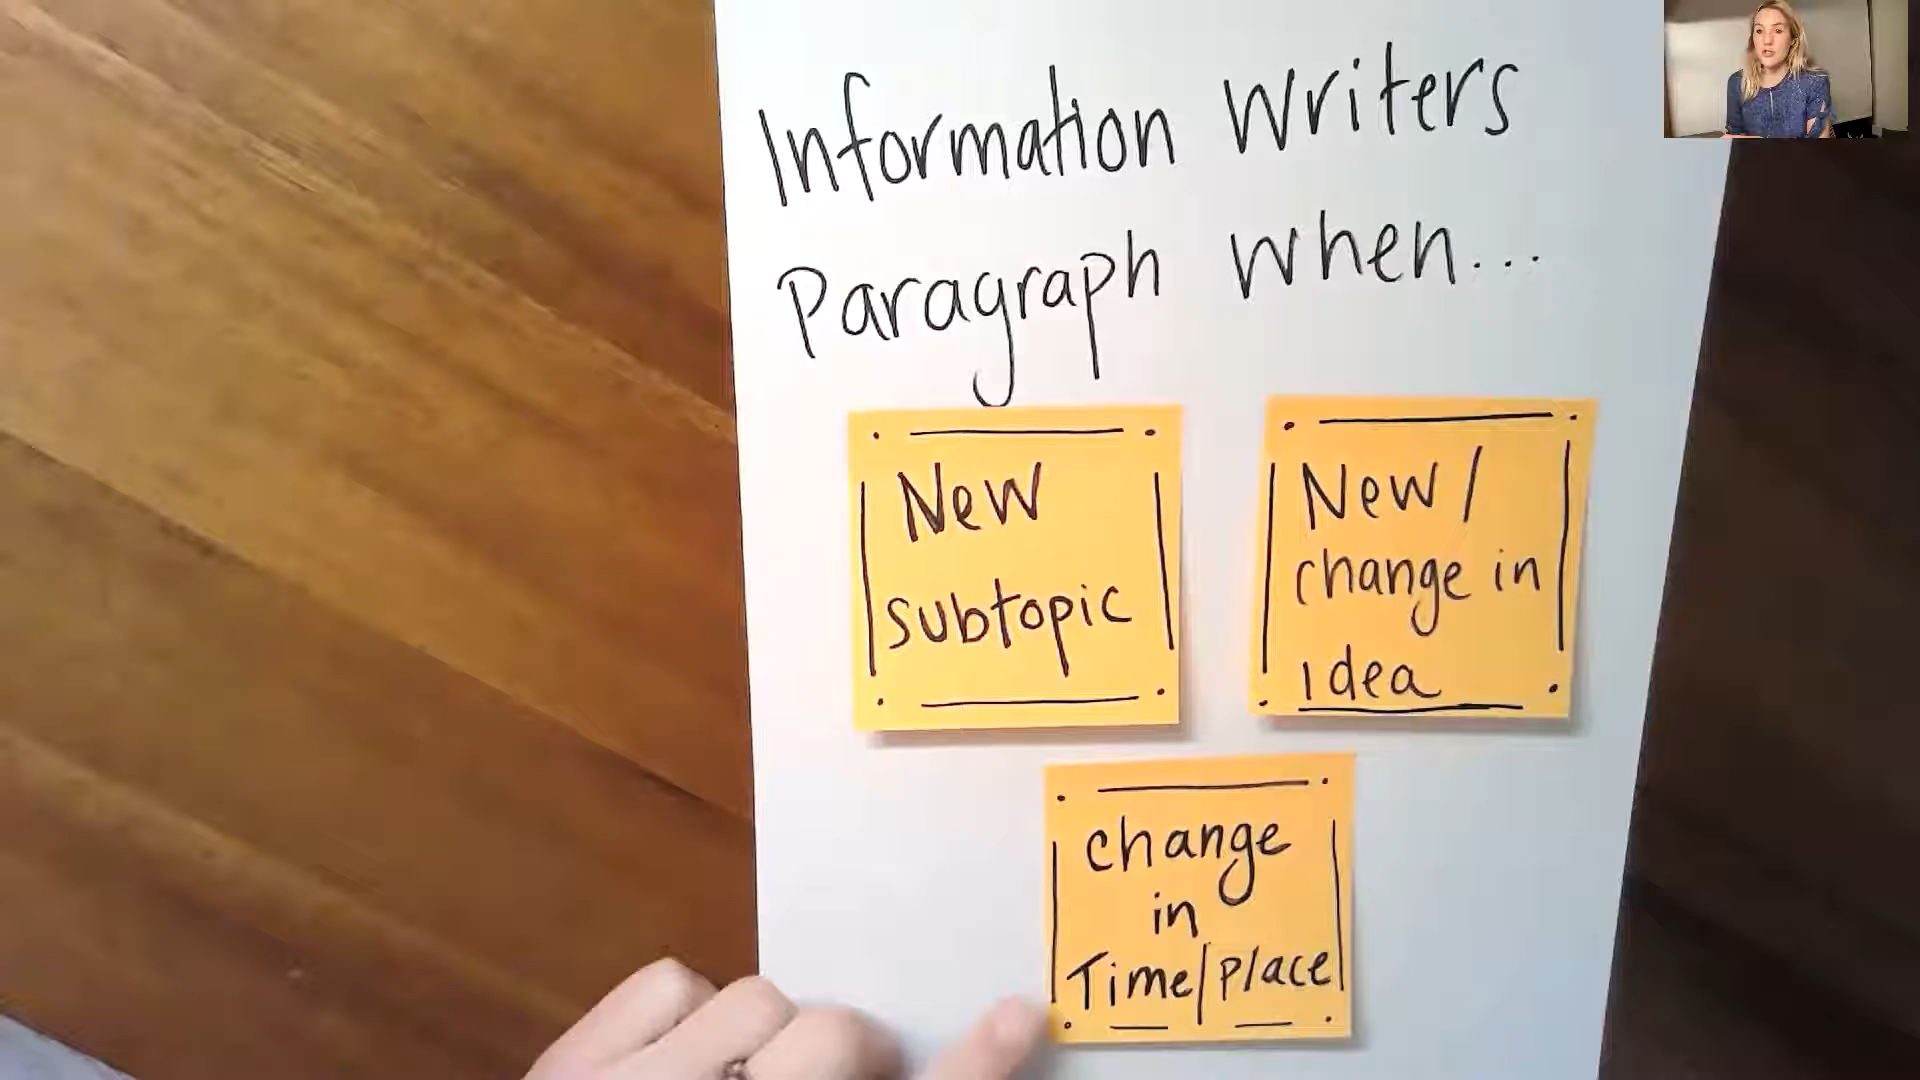 Information Writers
Paragraph when...
New
subtopic
New/
change in
idea
change
in
Time/Place